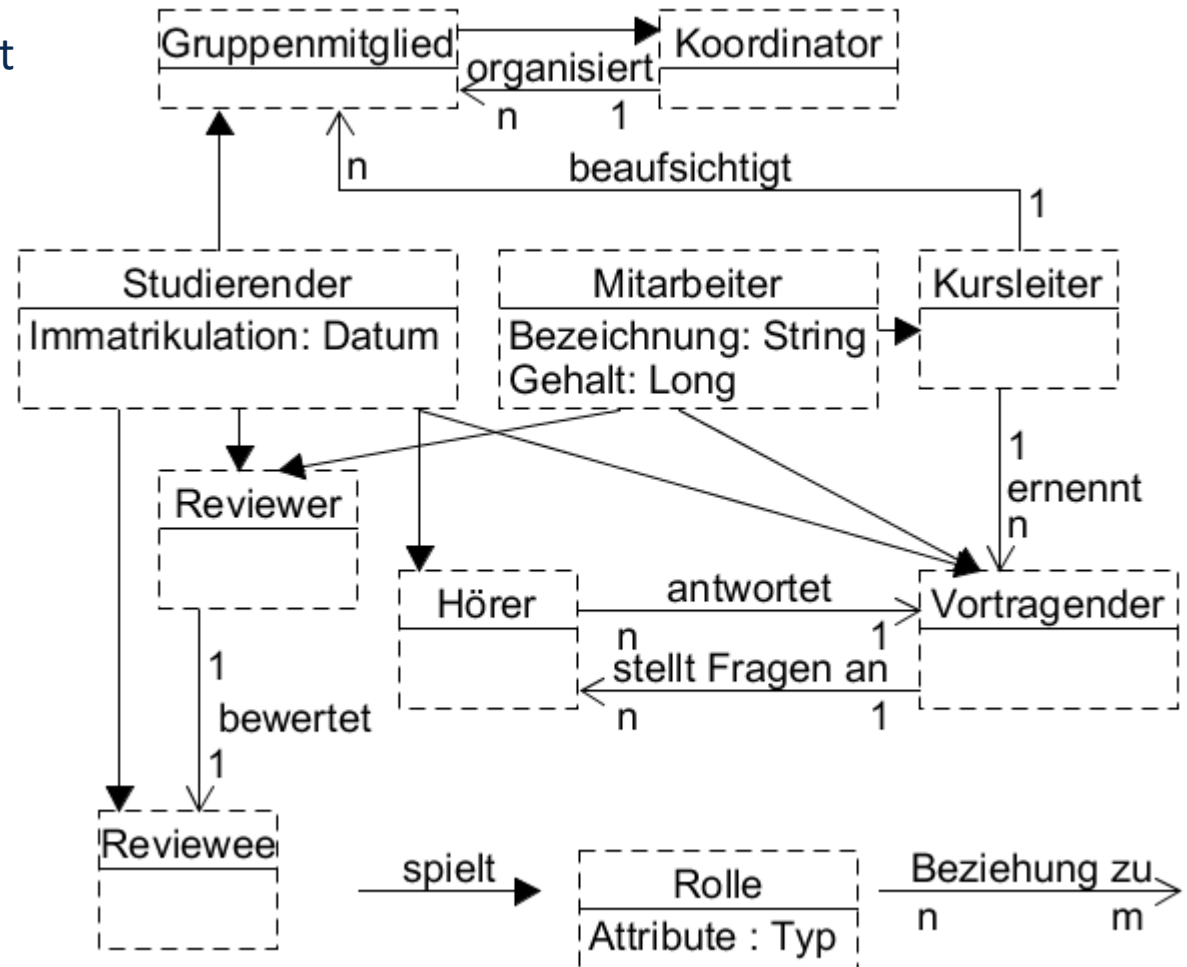 t
Gruppenmitglied
Koordinator
organisiert
n 1
n
beaufsichtigt
1
Studierender
Immatrikulation: Datum
Mitarbeiter
Bezeichnung: String
Gehalt: Long
Kursleiter
Reviewer
1
ernennt
n
Hörer
antwortet
n 1
Vortragender
stellt Fragen an
n 1
1
bewertet
1
Reviewee
spielt
Rolle
Attribute : Typ
Beziehung zu
n m